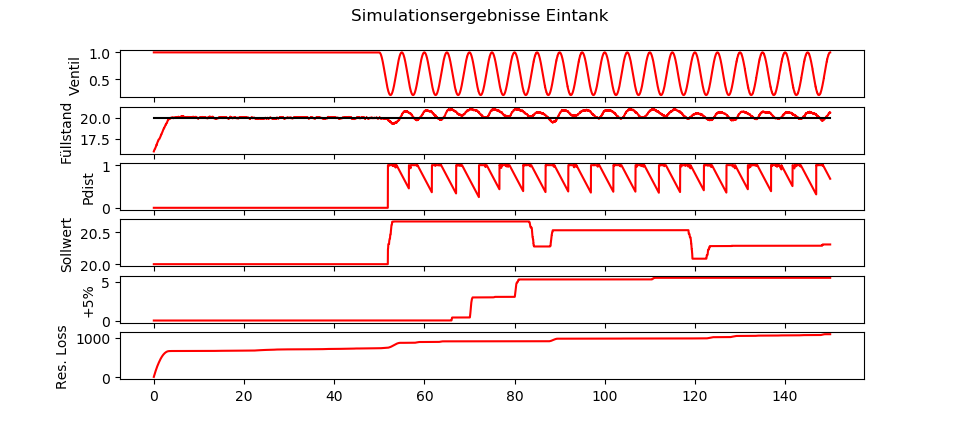 Simulationsergebnisse Eintank
Ventil
1.0
0.5
Füllstand
20.0
17.5
Pdist
1
0
Sollwert
20.5
20.0
+5%
5
0
Res. Loss
1000
0
0 20 40 60 80 100 120 140